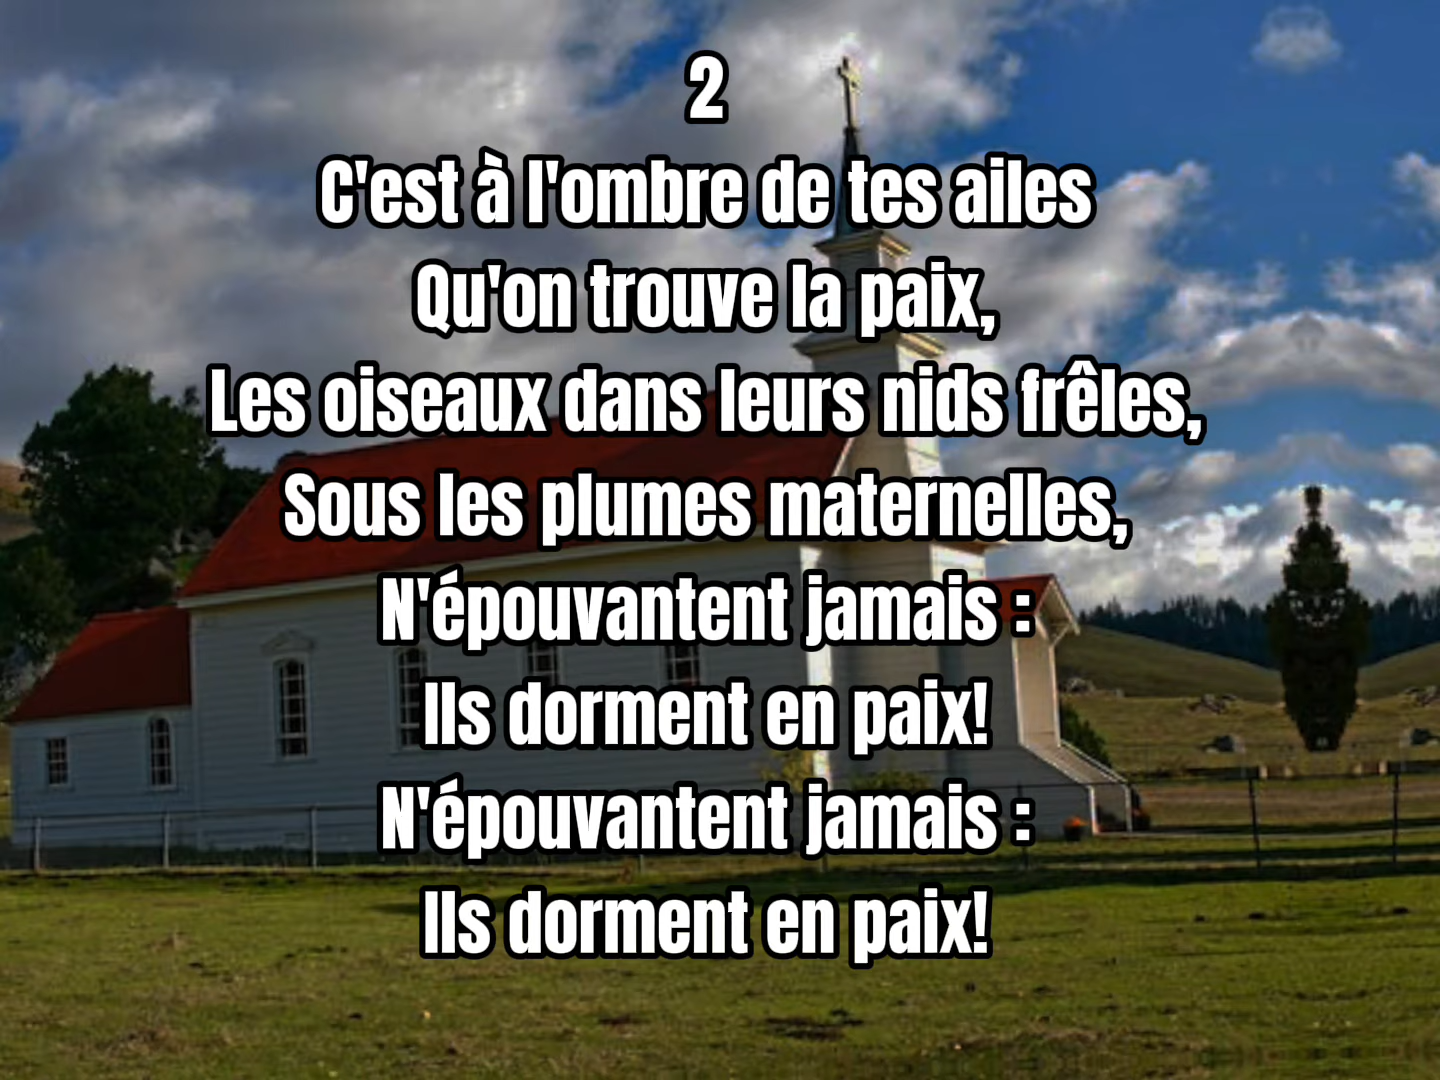 2
C'est à l'ombre de tes ailes
Qu'on trouve la paix,
Les oiseaux dans leurs nids frêles,
Sous les plumes maternelles,
N'épouvantent jamais :
Ils dorment en paix!
N'épouvantent jamais :
Ils dorment en paix!